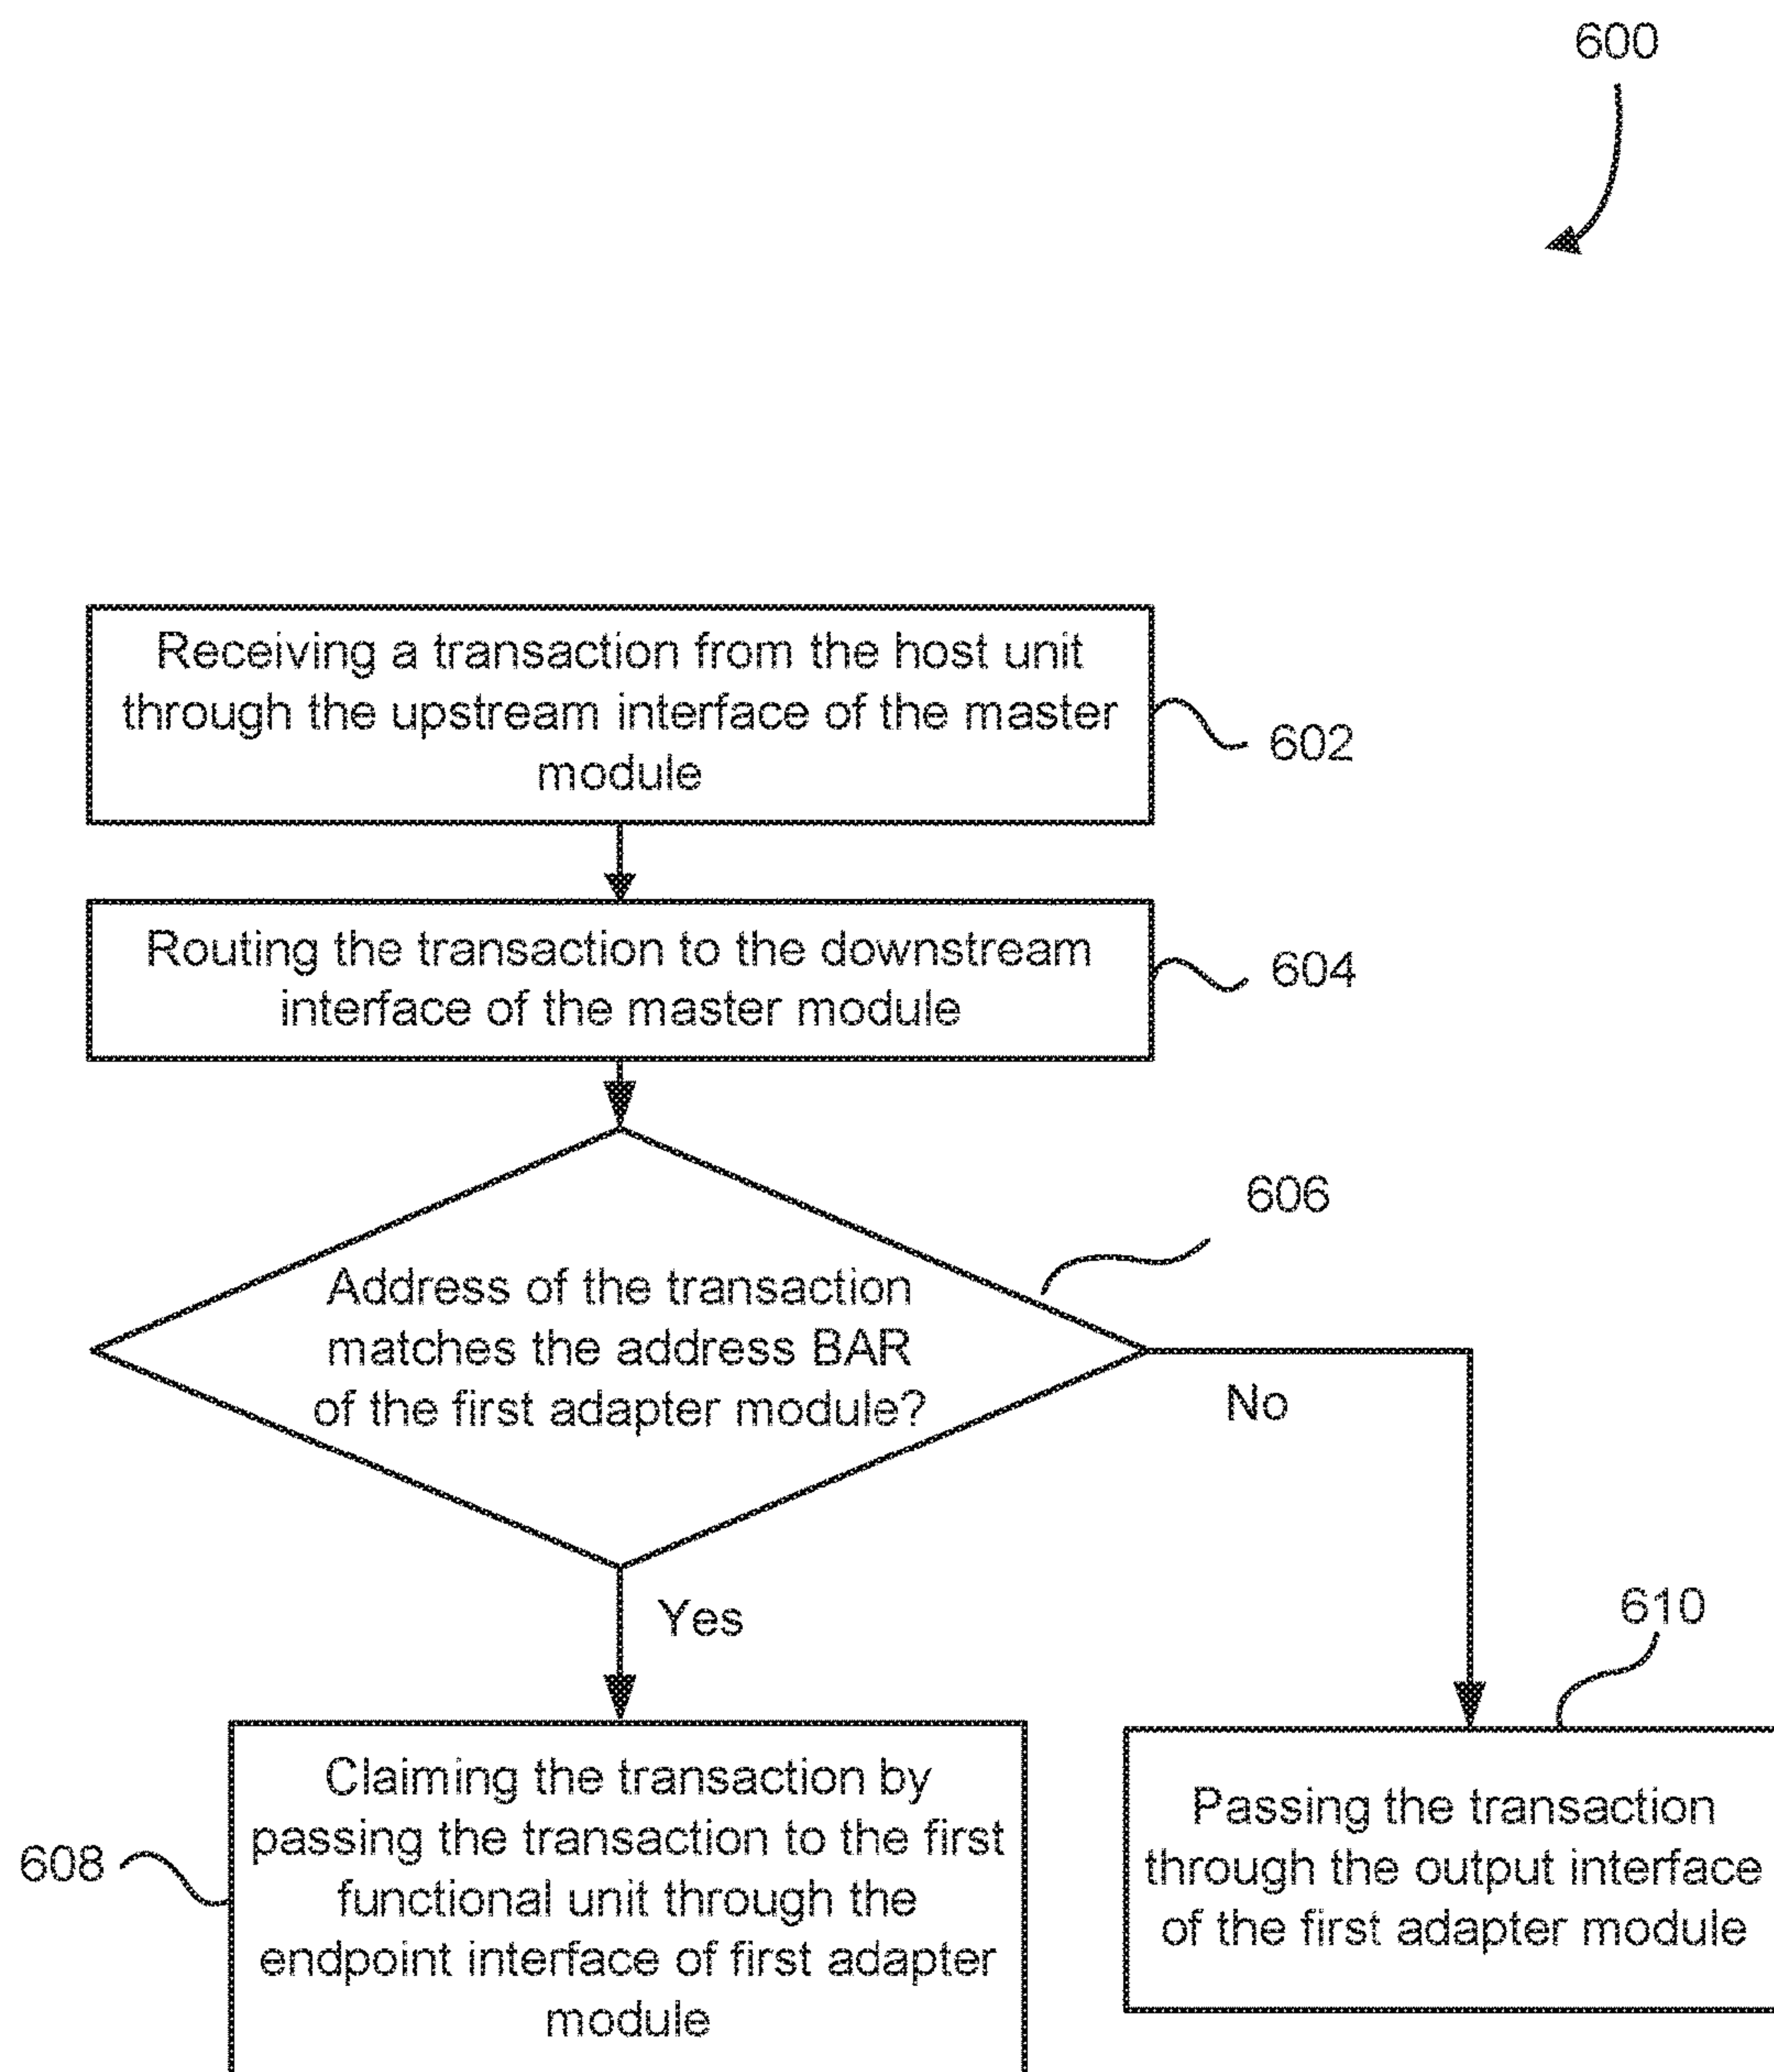 600
Receiving a transaction from the host unit
through the upstream interface of the master
module
602
Routing the transaction to the downstream
interface of the master module
604
606
Address of the transaction
matches the address BAR
of the first adapter module?
No
Yes
610
Claiming the transaction by
passing the transaction to the first
functional unit through the
endpoint interface of first adapter
module
608
Passing the transaction
through the output interface
of the first adapter module